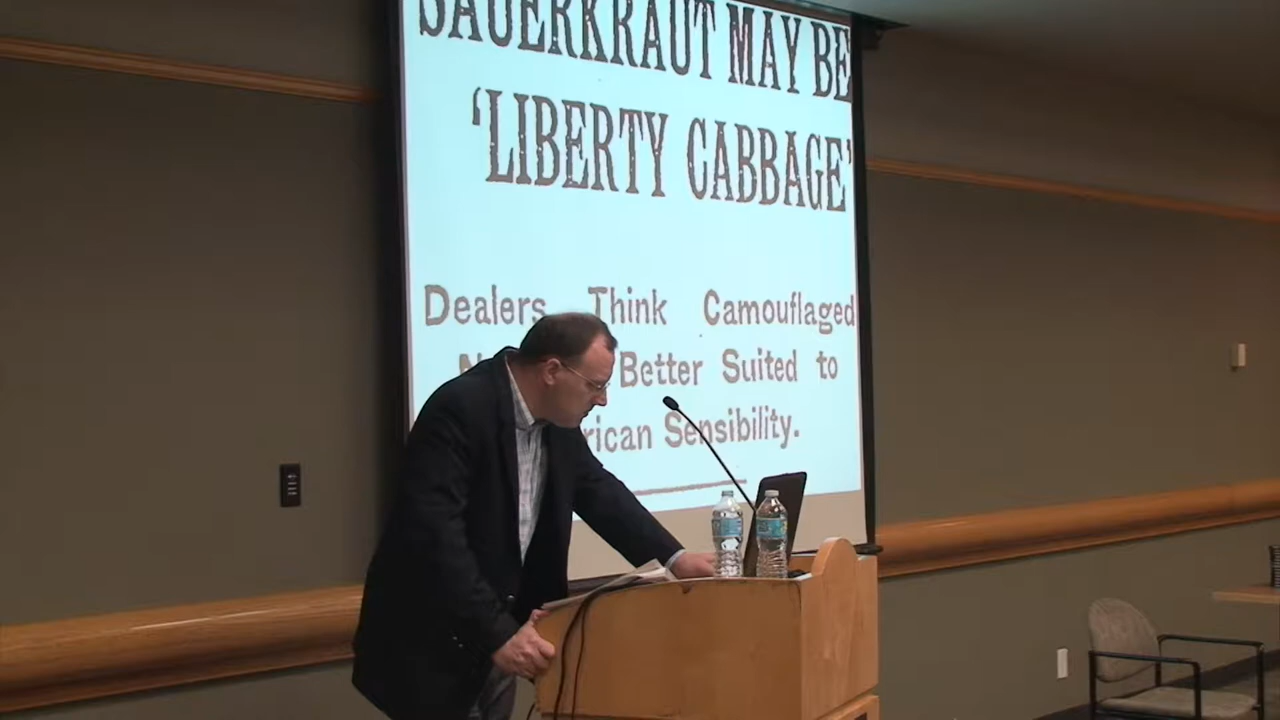 SAUERKRAUT MAY BE
'LIBERTY CABBAGE'
Dealers Think Camouflaged
Better Suited to
Sensibility.